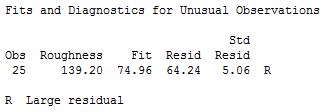 Fits and Diagnostics for Unusual Observations
Std
Obs Roughness Fit Resid Resid
25 139.20 74.96 64.24 5.06 R
R Large residual